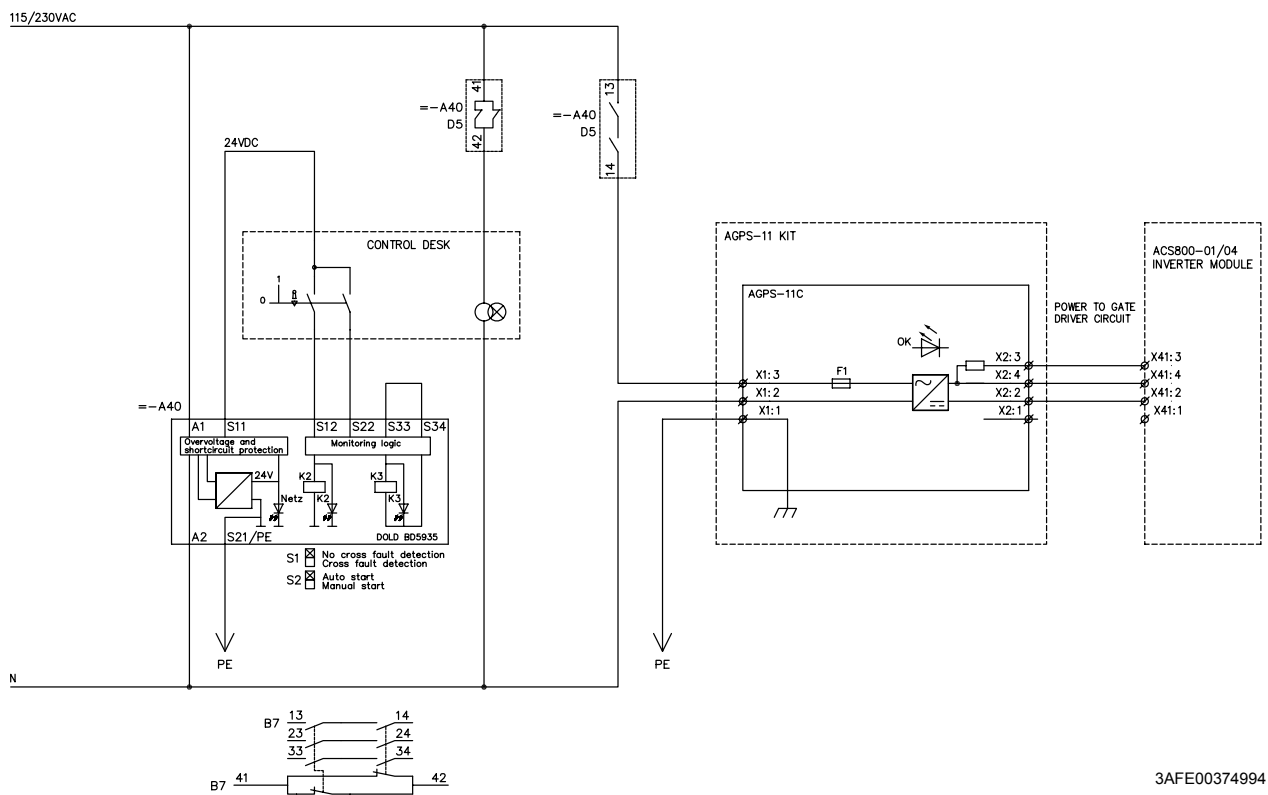 115/230VAC
41
=-A40
D5
42
13
=-A40
D5
14
24VDC
CONTROL DESK
1
0
AGPS-11 KIT
AGPS-11C
ACS800-01/04
INVERTER MODULE
POWER TO GATE
DRIVER CIRCUIT
OK
F1
X1:3
X1:2
X1:1
X2:3
X2:4
X2:2
X2:1
X41:3
X41:4
X41:2
X41:1
=-A40
A1 S11 S12 S22 S33 S34
Overvoltage and
shortcircuit protection
Monitoring logic
24V
Netz
K2
K2
K3
K3
A2 S21/PE DOLD BD5935
S1 No cross fault detection
Cross fault detection
S2 Auto start
Manual start
PE
PE
N
B7 13 14
23 24
33 34
B7 41 42
3AFE00374994